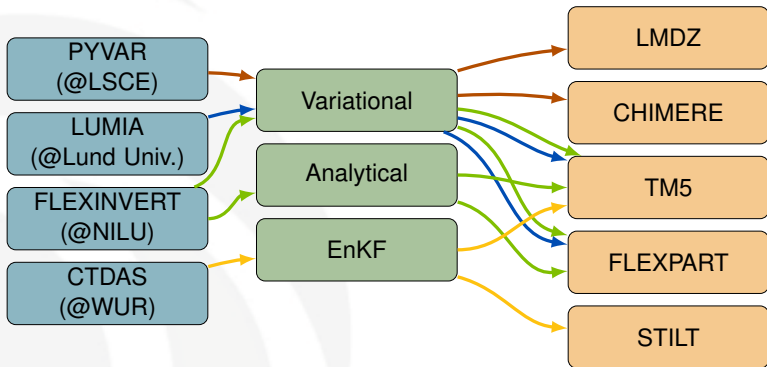 PYVAR
(@LSCE)
LUMIA
(@Lund Univ.)
FLEXINVERT
(@NILU)
CTDAS
(@WUR)
Variational
Analytical
EnKF
LMDZ
CHIMERE
TM5
FLEXPART
STILT